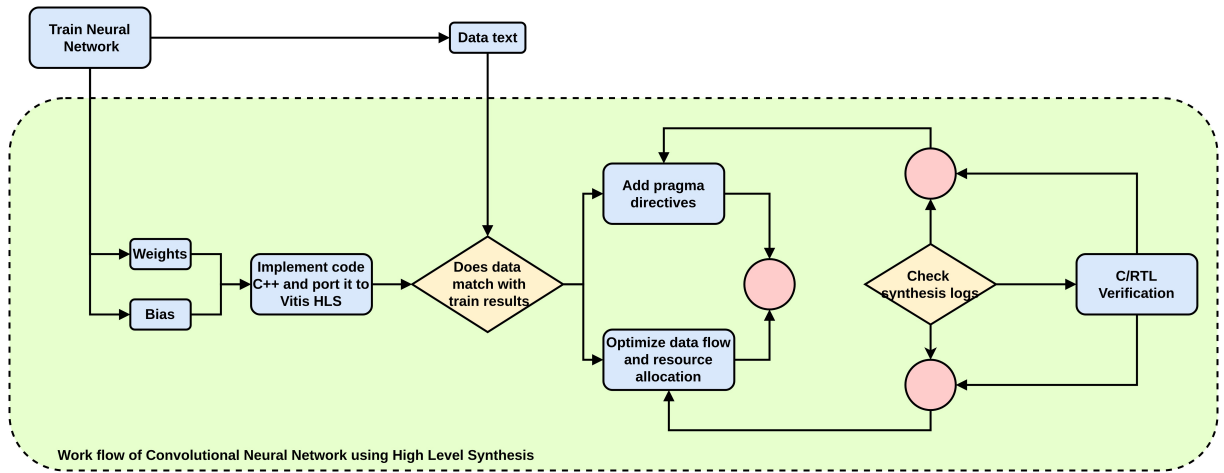 Train Neural
Network
Data text
Weights
Bias
Implement code
C++ and port it to
Vitis HLS
Does data
match with
train results
Add pragma
directives
Optimize data flow
and resource
allocation
Check
synthesis logs
C/RTL
Verification
Work flow of Convolutional Neural Network using High Level Synthesis